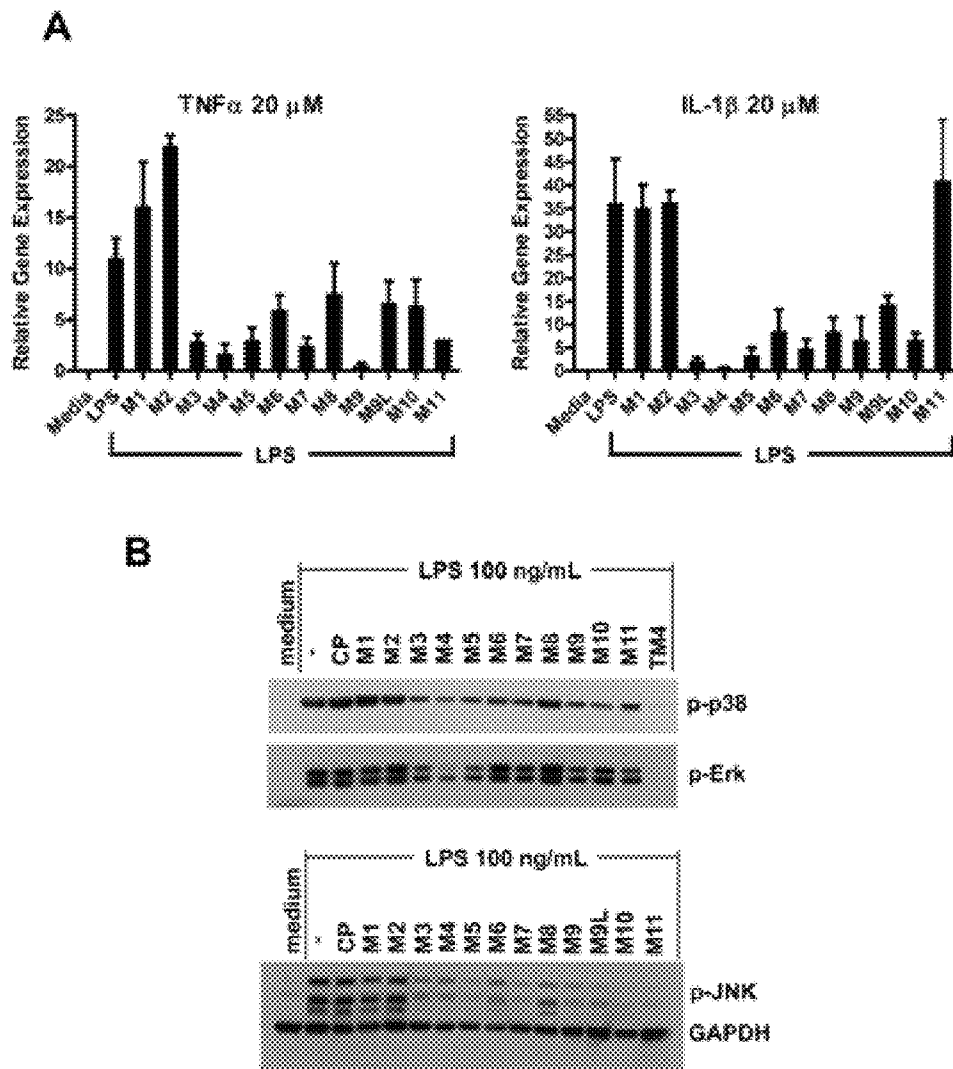 A
TNFα 20 μM
Relative Gene Expression
25
20
15
10
5
0
Media
LPS
M1
M2
M3
M4
M5
M6
M7
M8
M9
M9L
M10
M11
LPS
IL-1β 20 μM
Relative Gene Expression
55
50
45
40
35
30
25
20
15
10
5
0
Media
LPS
M1
M2
M3
M4
M5
M6
M7
M8
M9
M9L
M10
M11
LPS
B
LPS 100 ng/mL
medium
-
CP
M1
M2
M3
M4
M5
M6
M7
M8
M9
M10
M11
TM4
p-p38
p-Erk
LPS 100 ng/mL
medium
-
CP
M1
M2
M3
M4
M5
M6
M7
M8
M9
M9L
M10
M11
p-JNK
GAPDH